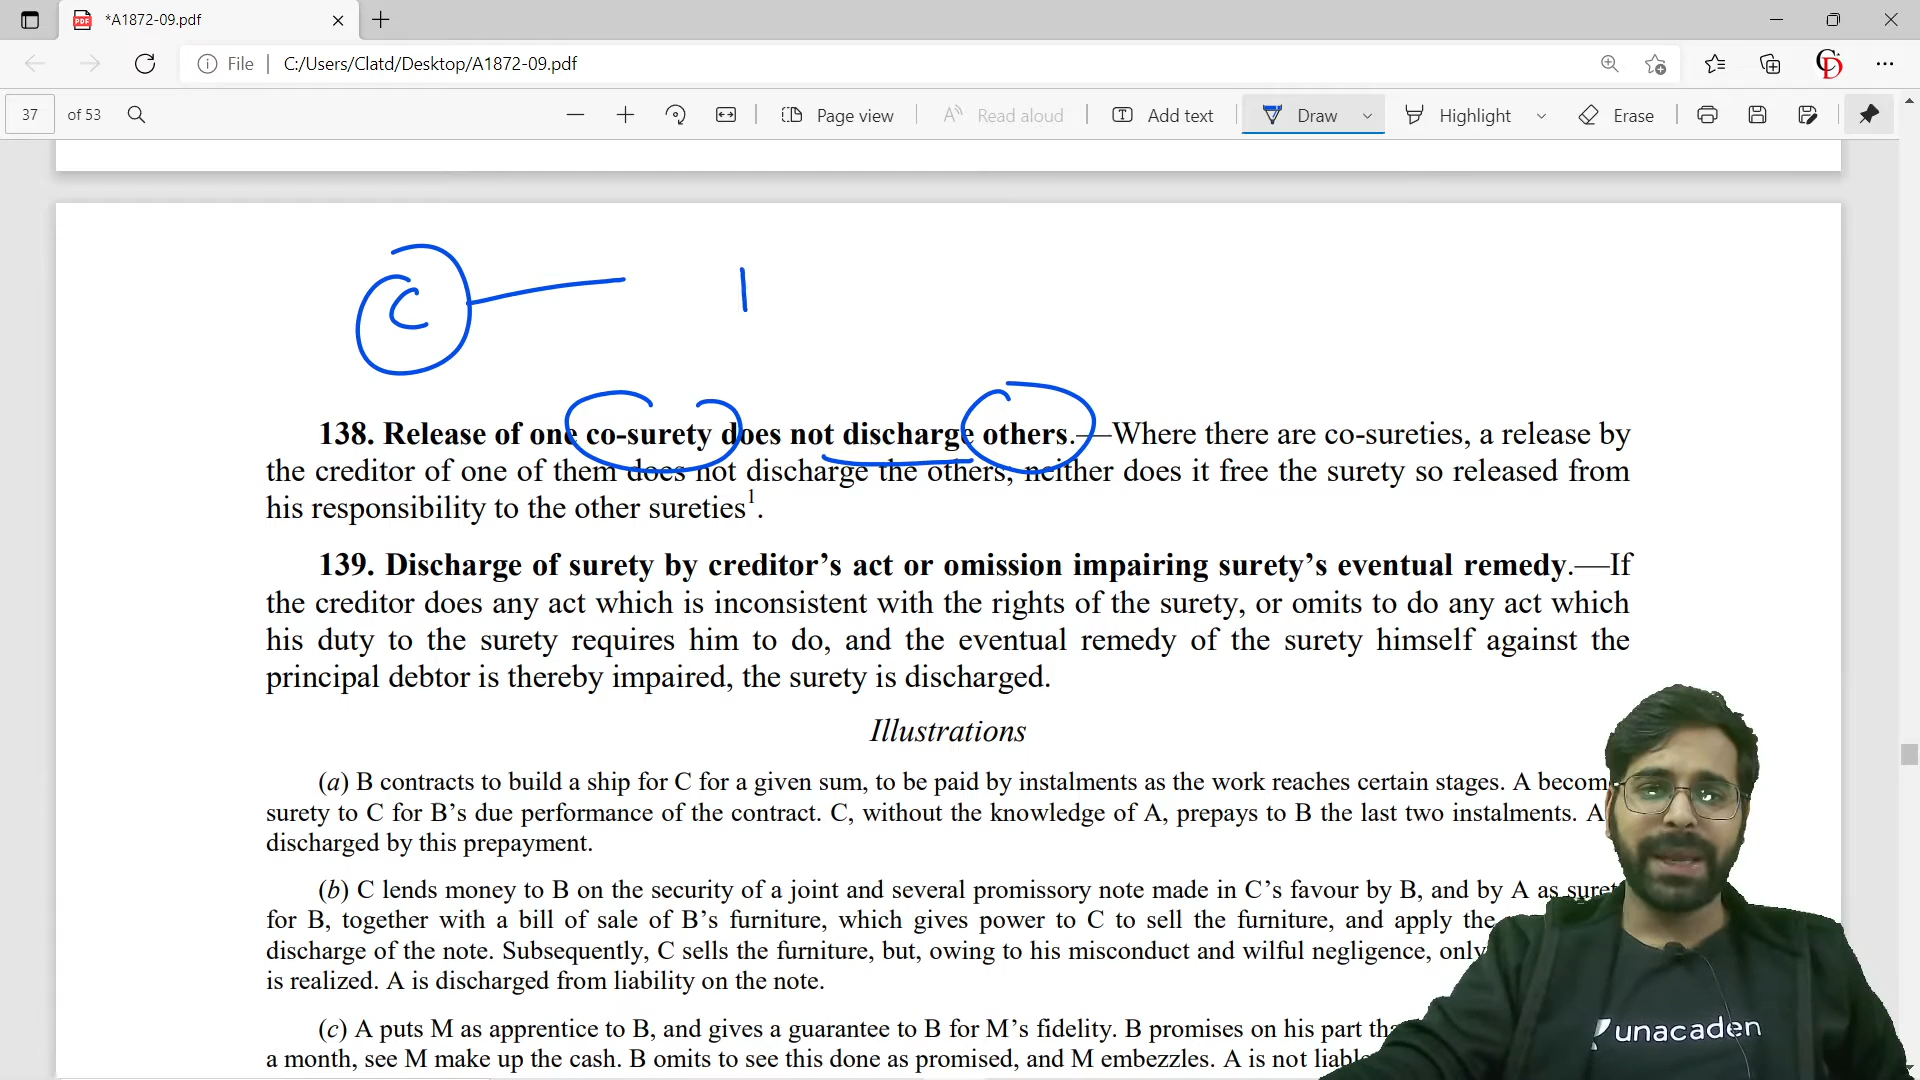 *A1872-09.pdf
File
C:/Users/Clatd/Desktop/A1872-09.pdf
37 of 53
Page view
Read aloud
Add text
Draw
Highlight
Erase
C
138. Release of one co-surety does not discharge others.—Where there are co-sureties, a release by
the creditor of one of them does not discharge the others, neither does it free the surety so released from
his responsibility to the other sureties1.
139. Discharge of surety by creditor’s act or omission impairing surety’s eventual remedy.—If
the creditor does any act which is inconsistent with the rights of the surety, or omits to do any act which
his duty to the surety requires him to do, and the eventual remedy of the surety himself against the
principal debtor is thereby impaired, the surety is discharged.
Illustrations
(a) B contracts to build a ship for C for a given sum, to be paid by instalments as the work reaches certain stages. A becom
surety to C for B’s due performance of the contract. C, without the knowledge of A, prepays to B the last two instalments. A
discharged by this prepayment.
(b) C lends money to B on the security of a joint and several promissory note made in C’s favour by B, and by A as suret
for B, together with a bill of sale of B’s furniture, which gives power to C to sell the furniture, and apply the
discharge of the note. Subsequently, C sells the furniture, but, owing to his misconduct and wilful negligence, only
is realized. A is discharged from liability on the note.
(c) A puts M as apprentice to B, and gives a guarantee to B for M’s fidelity. B promises on his part tha
a month, see M make up the cash. B omits to see this done as promised, and M embezzles. A is not liable
unacaden